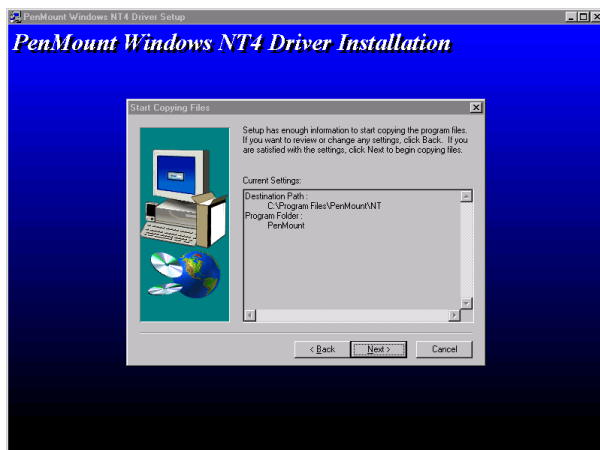 PenMount Windows NT4 Driver Setup
PenMount Windows NT4 Driver Installation
Start Copying Files
Setup has enough information to start copying the program files.
If you want to review or change any settings, click Back. If you
are satisfied with the settings, click Next to begin copying files.
Current Settings:
Destination Path :
C:\Program Files\PenMount\NT
Program Folder :
PenMount
< Back
Next >
Cancel